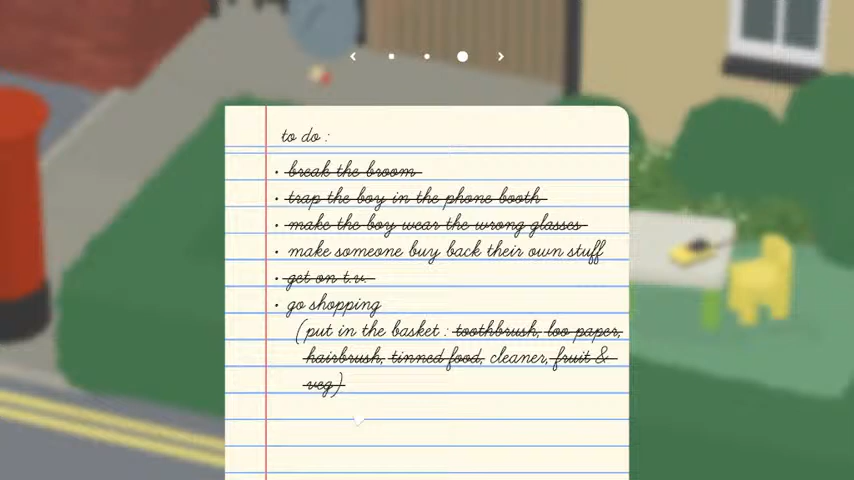 to do :
• break the broom
• trap the boy in the phone booth
• make the boy wear the wrong glasses
• make someone buy back their own stuff
• get on t.v.
• go shopping
(put in the basket : toothbrush, loo paper,
hairbrush, tinned food, cleaner, fruit &
veg)